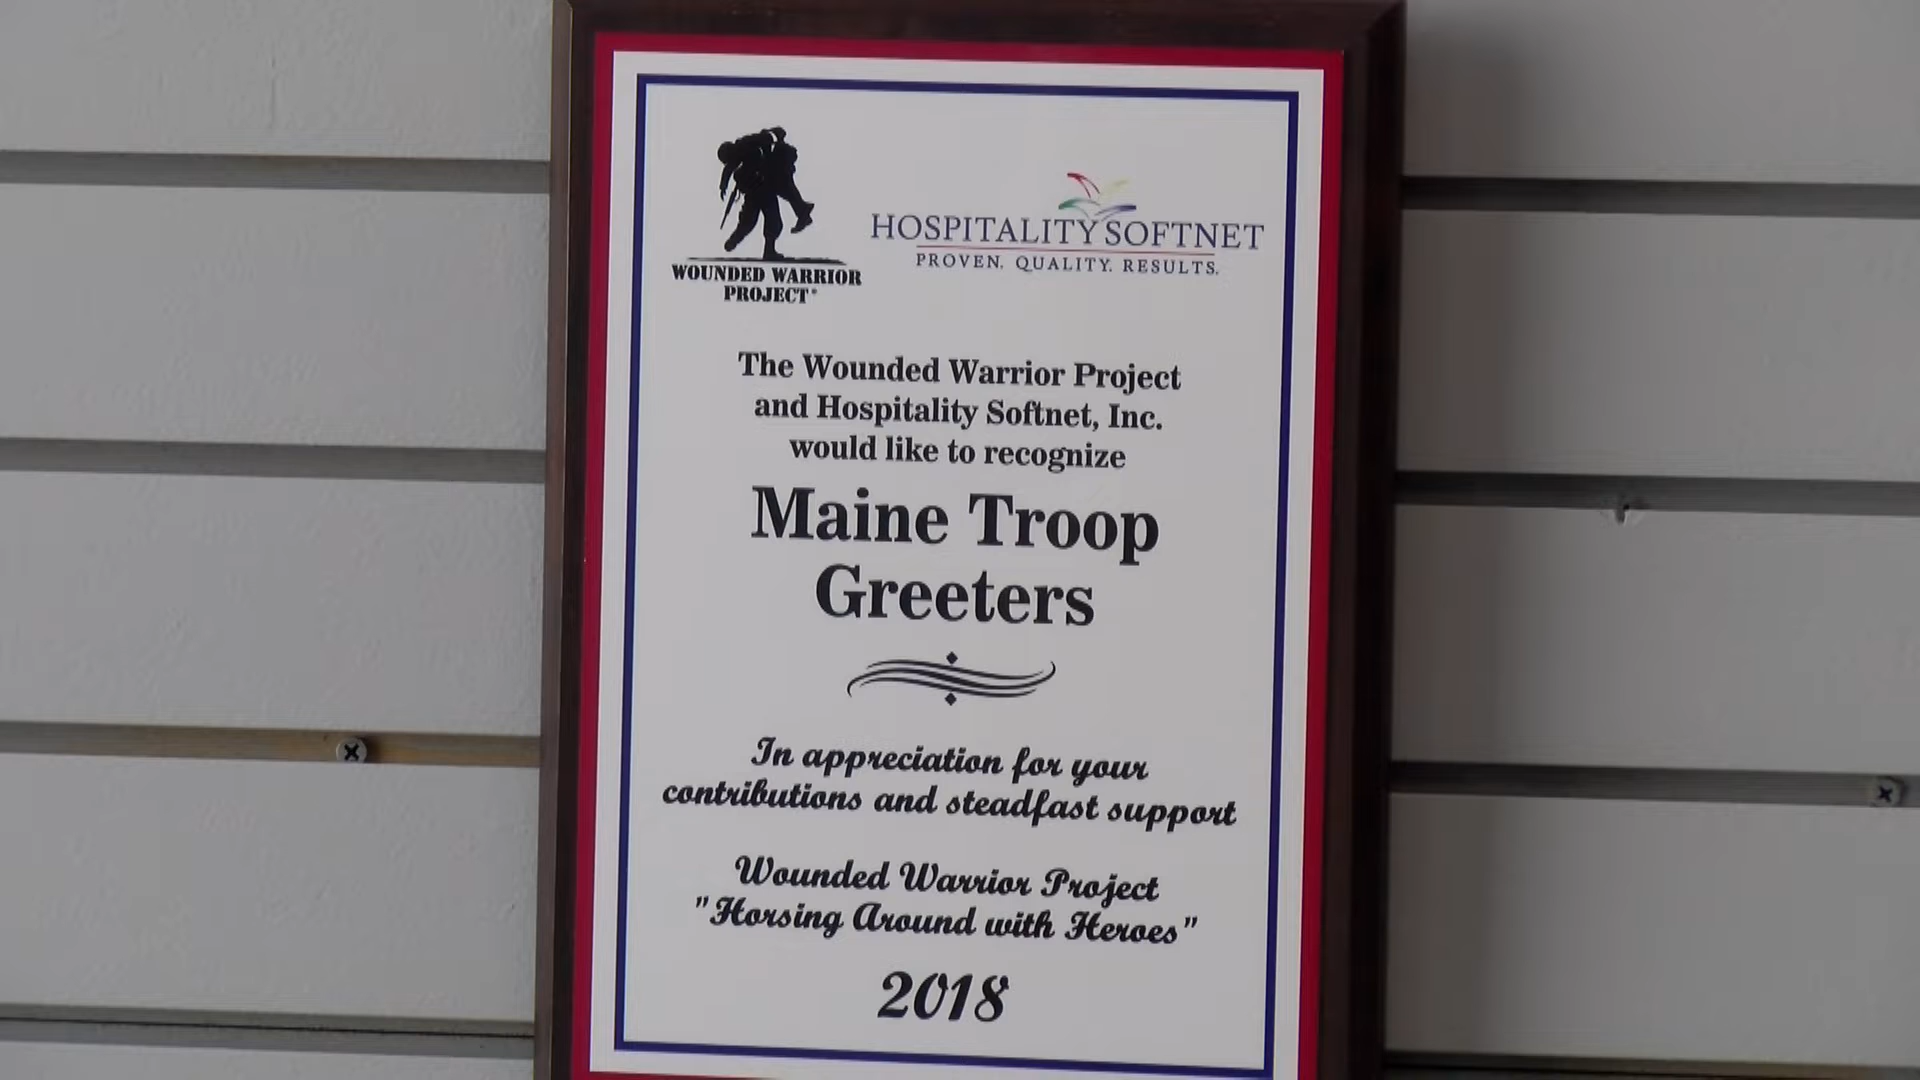 WOUNDED WARRIOR
PROJECT®
HOSPITALITY SOFTNET
PROVEN. QUALITY. RESULTS.
The Wounded Warrior Project
and Hospitality Softnet, Inc.
would like to recognize
Maine Troop
Greeters
In appreciation for your
contributions and steadfast support
Wounded Warrior Project
"Horsing Around with Heroes"
2018